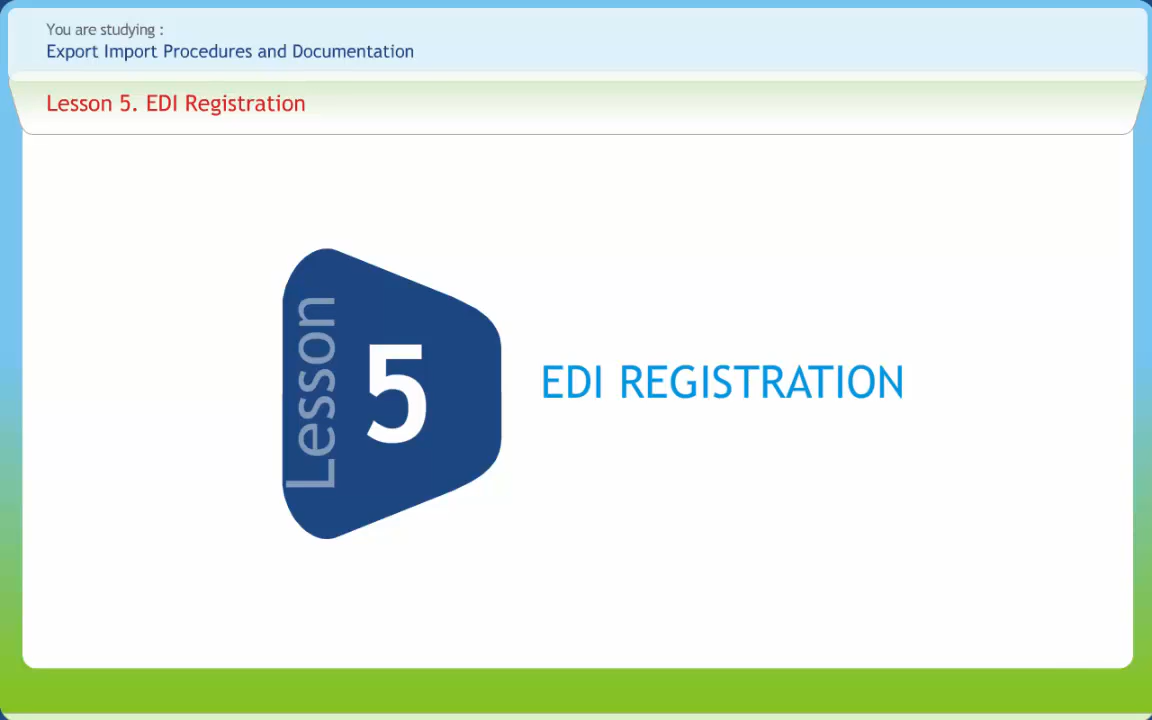 You are studying :
Export Import Procedures and Documentation
Lesson 5. EDI Registration
Lesson
5
EDI REGISTRATION